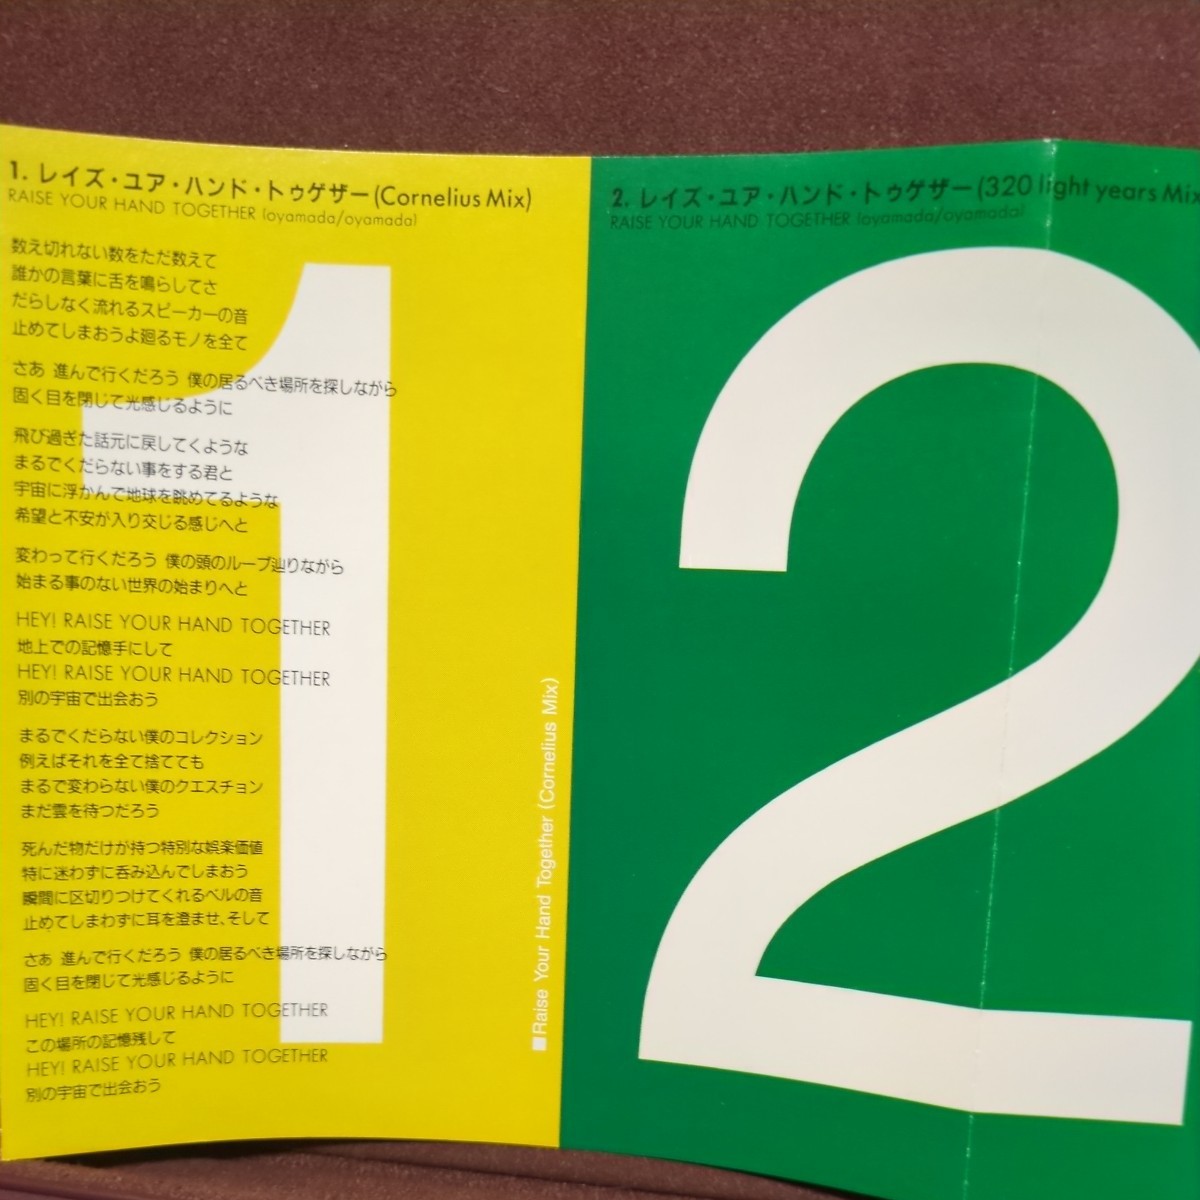 1. レイズ・ユア・ハンド・トゥゲザー (Cornelius Mix)
RAISE YOUR HAND TOGETHER (oyamada/oyamada)
数え切れない数をただ数えて
誰かの言葉に舌を鳴らしてさ
だらしなく流れるスピーカーの音
止めてしまおうよ廻るモノを全て
さあ 進んで行くだろう 僕の居るべき場所を探しながら
固く目を閉じて光感じるように
飛び過ぎた話元に戻してくような
まるでくだらない事をする君と
宇宙に浮かんで地球を眺めてるような
希望と不安が入り交じる感じへと
変わって行くだろう 僕の頭のループ辿りながら
始まる事のない世界の始まりへと
HEY! RAISE YOUR HAND TOGETHER
地上での記憶手にして
HEY! RAISE YOUR HAND TOGETHER
別の宇宙で出会おう
まるでくだらない僕のコレクション
例えばそれを全て捨てても
まるで変わらない僕のクエスチョン
まだ雲を待つだろう
死んだ物だけが持つ特別な娯楽価値
特に迷わずに呑み込んでしまおう
瞬間に区切りつけてくれるベルの音
止めてしまわずに耳を澄ませ、そして
さあ 進んで行くだろう 僕の居るべき場所を探しながら
固く目を閉じて光感じるように
HEY! RAISE YOUR HAND TOGETHER
この場所の記憶残して
HEY! RAISE YOUR HAND TOGETHER
別の宇宙で出会おう
1
■Raise Your Hand Together (Cornelius Mix)
2. レイズ・ユア・ハンド・トゥゲザー (320 light years Mix
RAISE YOUR HAND TOGETHER (oyamada/oyamada)
2